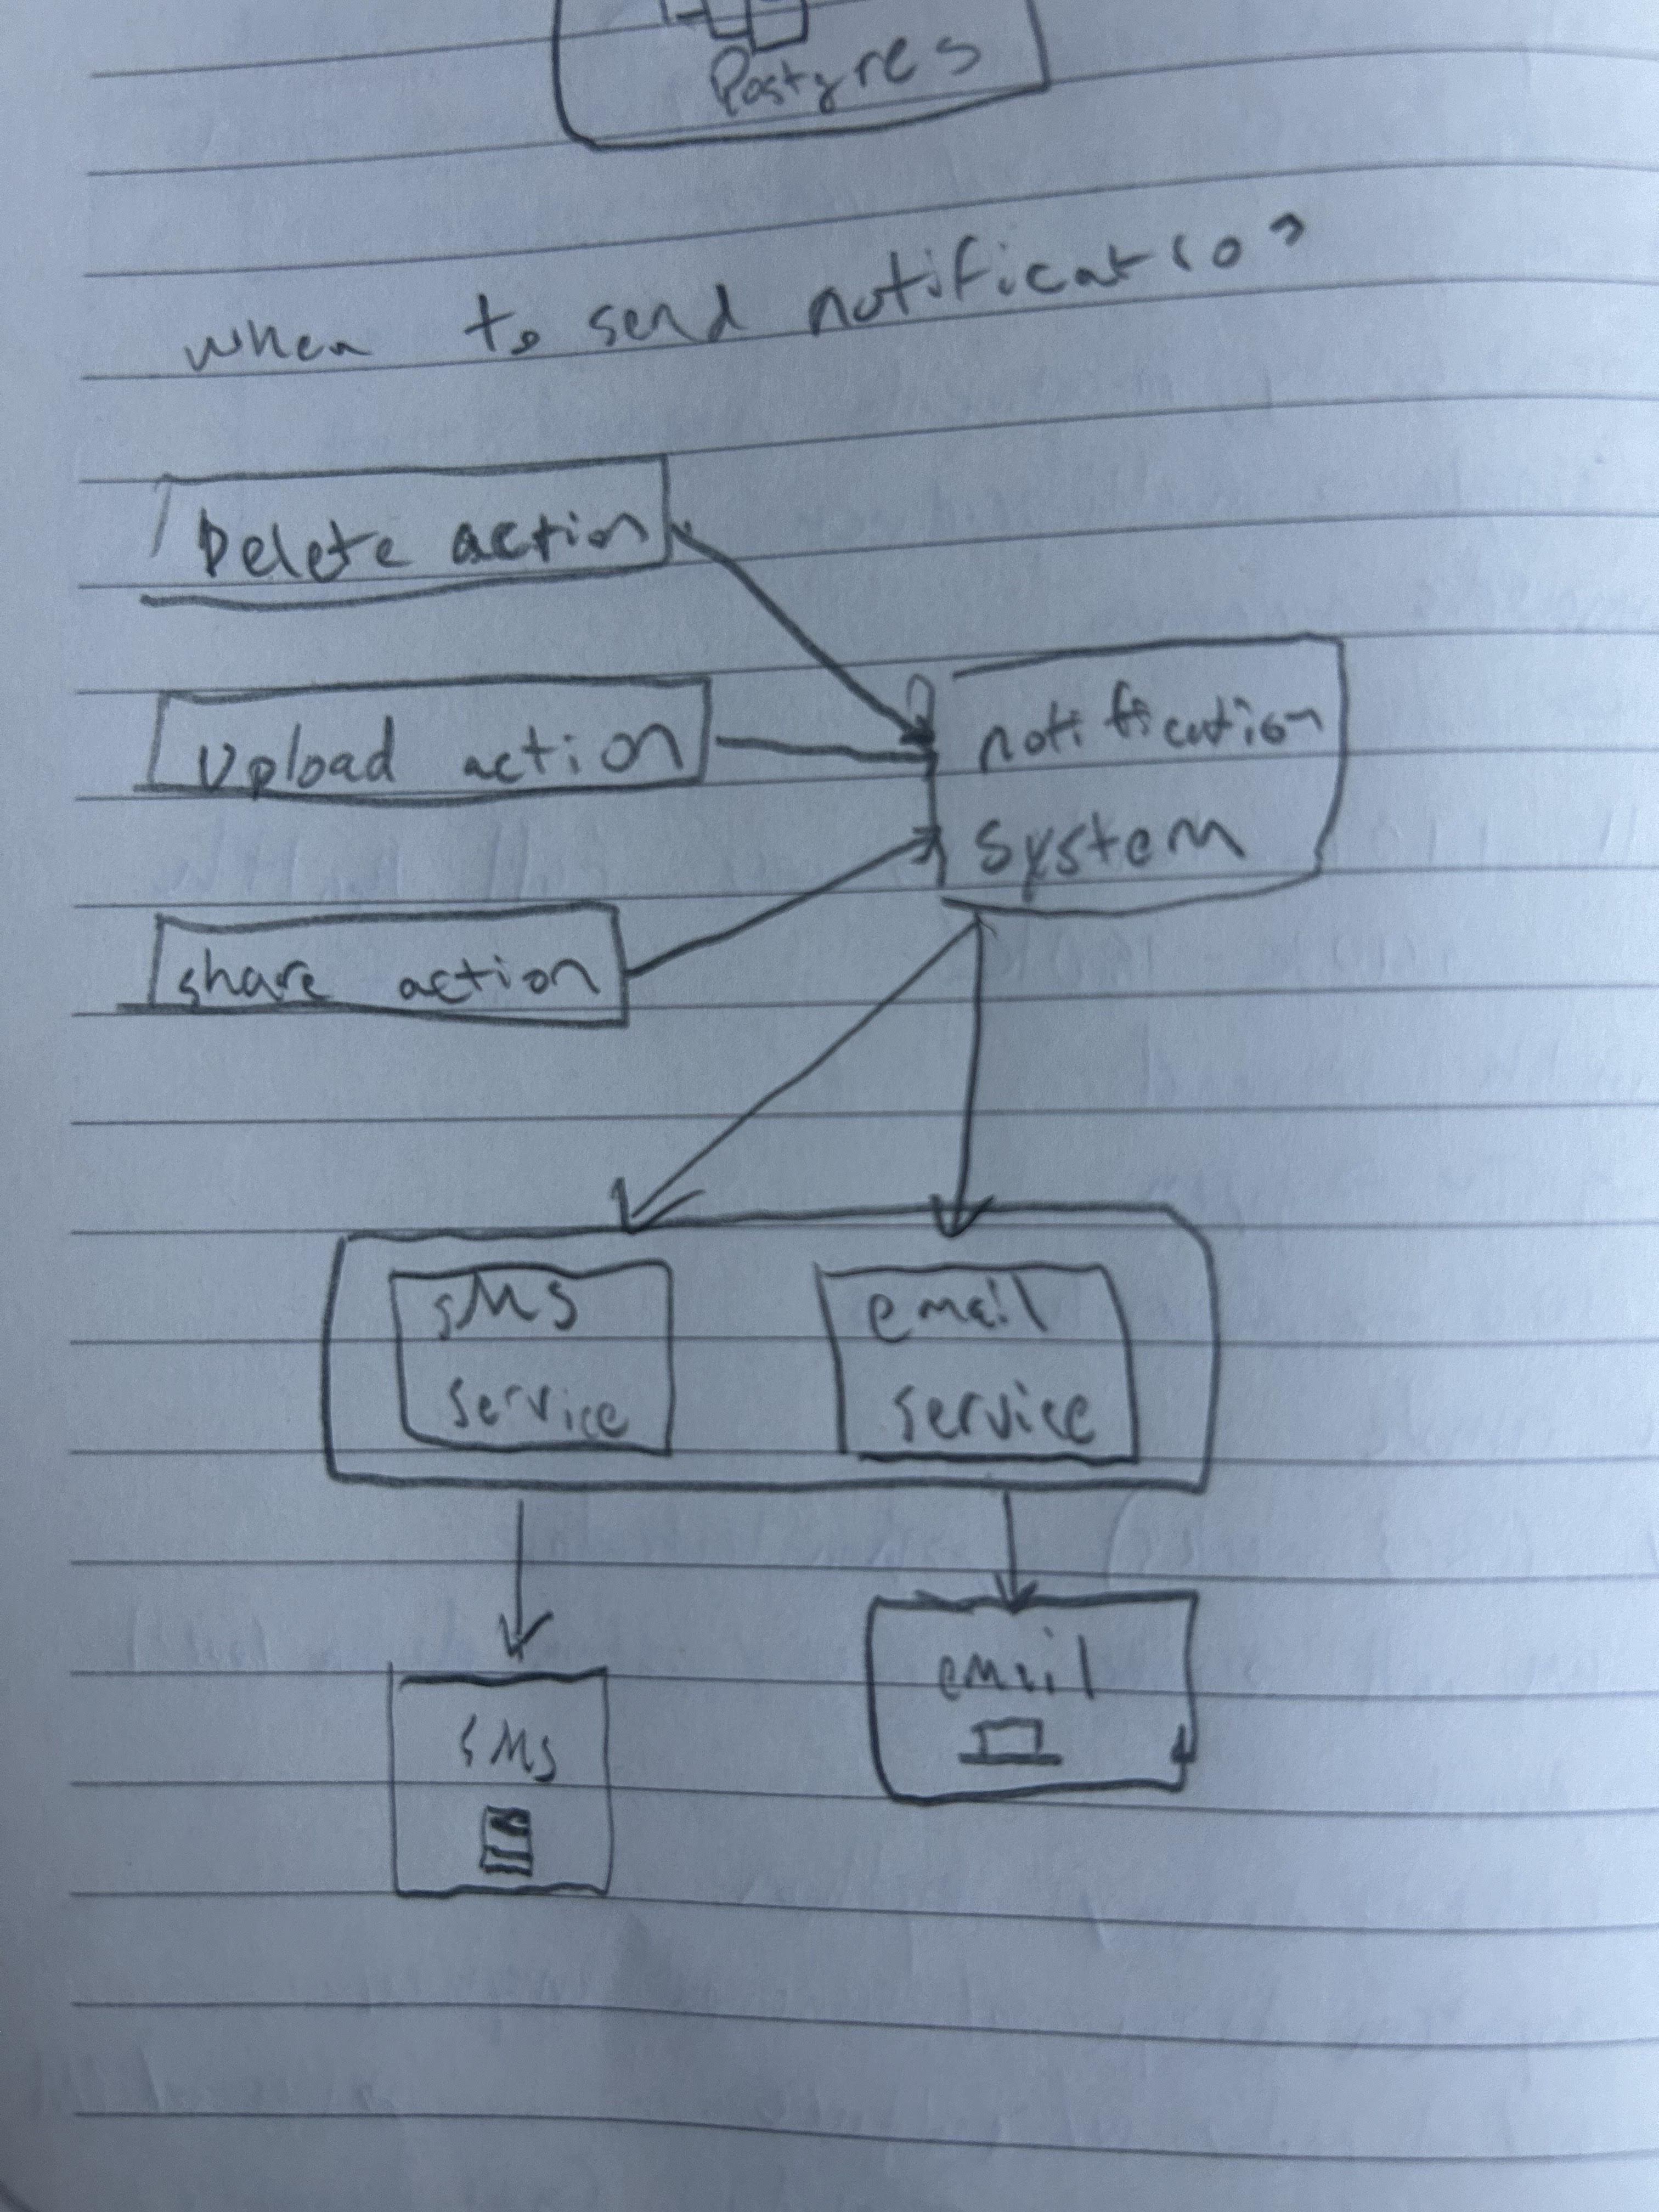 Postgres
when to send notification
Delete action
Upload action
notification
system
share action
SMS
service
email
service
email
SMS